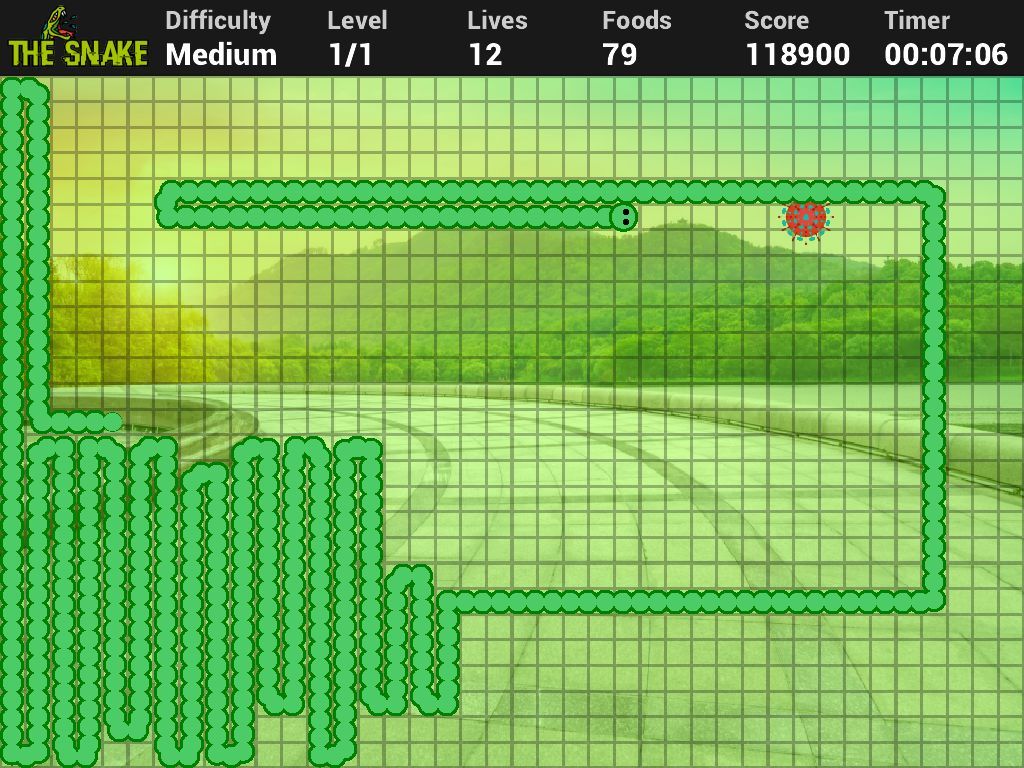 THE SNAKE
Difficulty Level Lives Foods Score Timer
Medium 1/1 12 79 118900 00:07:06